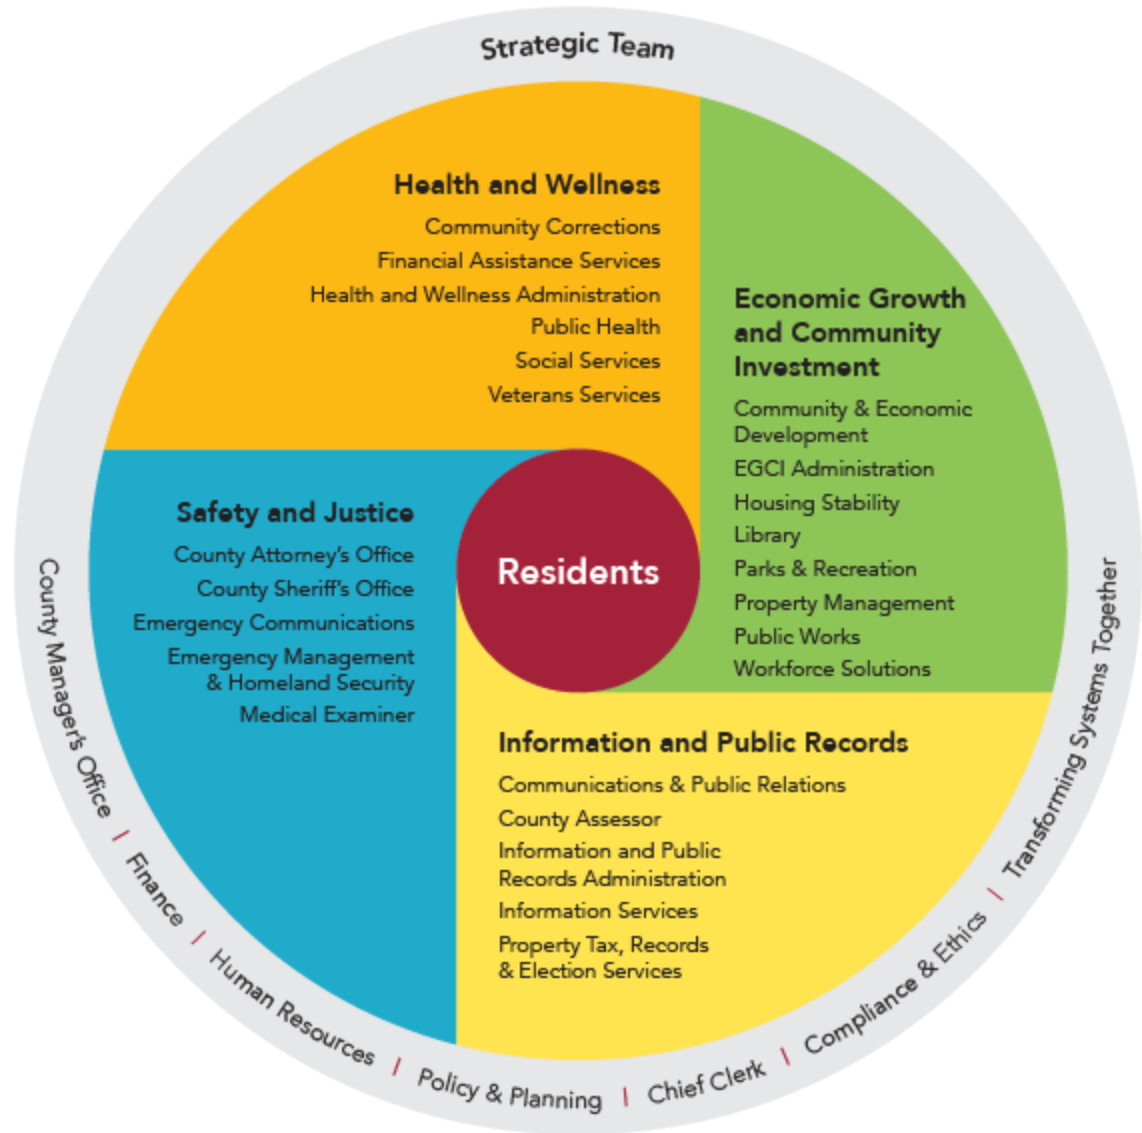 Strategic Team
Health and Wellness
Community Corrections
Financial Assistance Services
Health and Wellness Administration
Public Health
Social Services
Veterans Services
Economic Growth
and Community
Investment
Community & Economic
Development
EGCI Administration
Housing Stability
Library
Parks & Recreation
Property Management
Public Works
Workforce Solutions
Safety and Justice
County Attorney's Office
County Sheriff's Office
Emergency Communications
Emergency Management
& Homeland Security
Medical Examiner
Residents
Information and Public Records
Communications & Public Relations
County Assessor
Information and Public
Records Administration
Information Services
Property Tax, Records
& Election Services
County Manager's Office | Finance | Human Resources | Policy & Planning | Chief Clerk | Compliance & Ethics | Transforming Systems Together